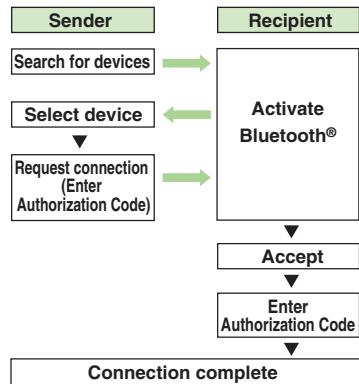 Sender
Recipient
Search for devices
Select device
Activate
Bluetooth®
Request connection
(Enter
Authorization Code)
Accept
Enter
Authorization Code
Connection complete